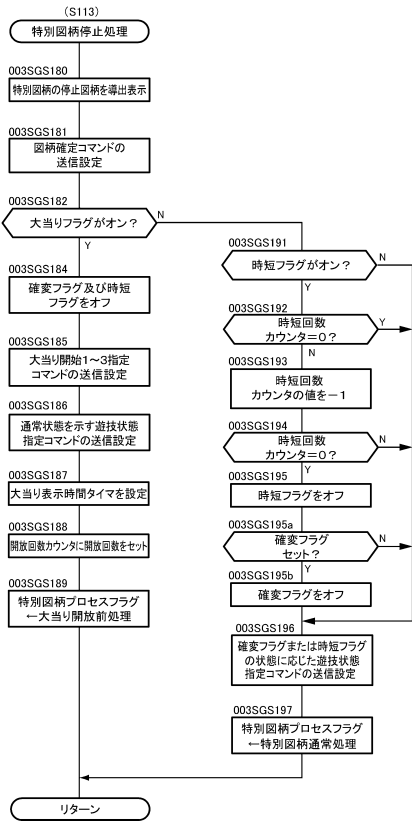 (S113)
特別図柄停止処理
003SGS180
特別図柄の停止図柄を導出表示
003SGS181
図柄確定コマンドの
送信設定
003SGS182
大当りフラグがオン?
N
Y
003SGS184
確変フラグ及び時短
フラグをオフ
003SGS185
大当り開始1~3指定
コマンドの送信設定
003SGS186
通常状態を示す遊技状態
指定コマンドの送信設定
003SGS187
大当り表示時間タイマを設定
003SGS188
開放回数カウンタに開放回数をセット
003SGS189
特別図柄プロセスフラグ
←大当り開放前処理
003SGS191
時短フラグがオン?
N
Y
003SGS192
時短回数
カウンタ=0?
Y
N
003SGS193
時短回数
カウンタの値を-1
003SGS194
時短回数
カウンタ=0?
N
Y
003SGS195
時短フラグをオフ
003SGS195a
確変フラグ
セット?
N
Y
003SGS195b
確変フラグをオフ
003SGS196
確変フラグまたは時短フラグ
の状態に応じた遊技状態
指定コマンドの送信設定
003SGS197
特別図柄プロセスフラグ
←特別図柄通常処理
リターン